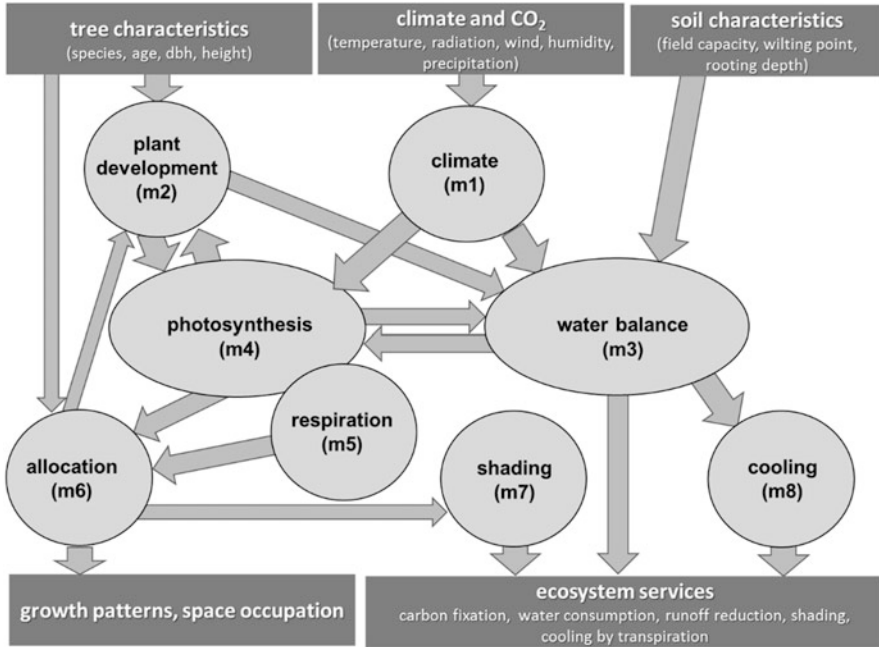 tree characteristics
(species, age, dbh, height)
climate and CO₂
(temperature, radiation, wind, humidity,
precipitation)
soil characteristics
(field capacity, wilting point,
rooting depth)
plant
development
(m2)
climate
(m1)
photosynthesis
(m4)
water balance
(m3)
respiration
(m5)
allocation
(m6)
shading
(m7)
cooling
(m8)
growth patterns, space occupation
ecosystem services
carbon fixation, water consumption, runoff reduction, shading,
cooling by transpiration